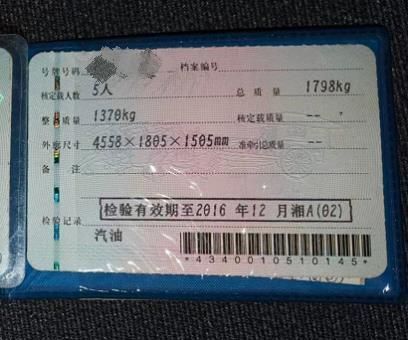 号牌号码 档案编号
核定载人数 5人 总质量 1798kg
整备质量 1370kg 核定载质量 --
外廓尺寸 4558×1805×1505mm 准牵引总质量 --
备注
检验记录 检验有效期至2016年12月湘A(02)
汽油
*4340010510145*